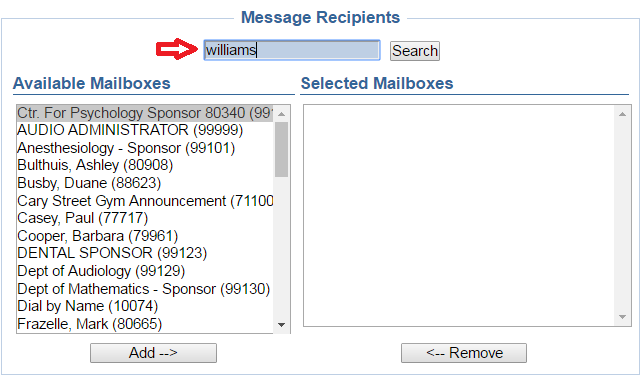 Message Recipients
williams
Search
Available Mailboxes
Selected Mailboxes
Ctr. For Psychology Sponsor 80340 (991
AUDIO ADMINISTRATOR (99999)
Anesthesiology - Sponsor (99101)
Bulthuis, Ashley (80908)
Busby, Duane (88623)
Cary Street Gym Announcement (71100
Casey, Paul (77717)
Cooper, Barbara (79961)
DENTAL SPONSOR (99123)
Dept of Audiology (99129)
Dept of Mathematics - Sponsor (99130)
Dial by Name (10074)
Frazelle, Mark (80665)
Add -->
<-- Remove